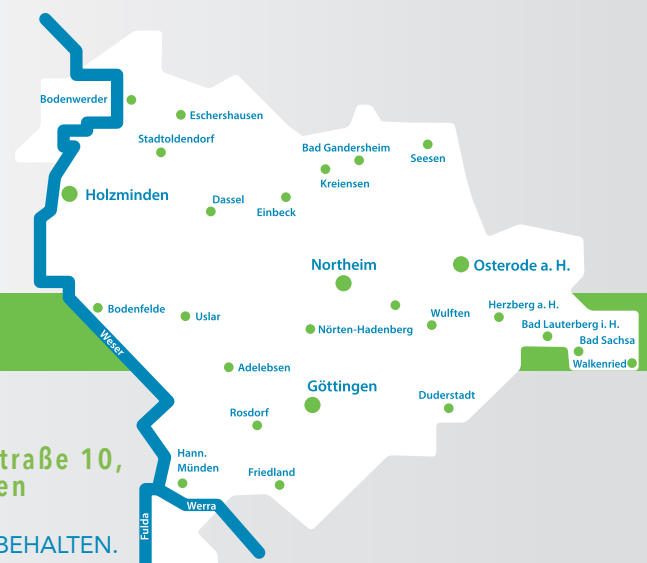 Bodenwerder
Eschershausen
Stadtoldendorf
Bad Gandersheim
Seesen
Kreiensen
Holzminden
Dassel
Einbeck
Northeim
Osterode a. H.
Bodenfelde
Uslar
Nörten-Hadenberg
Wulften
Herzberg a. H.
Bad Lauterberg i. H.
Bad Sachsa
Walkenried
Weser
Adelebsen
Göttingen
Duderstadt
Rosdorf
Hann.
Münden
Friedland
Werra
Fulda
traße 10,
en
BEHALTEN.